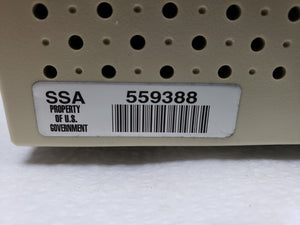 SSA 559388
PROPERTY
OF U.S.
GOVERNMENT